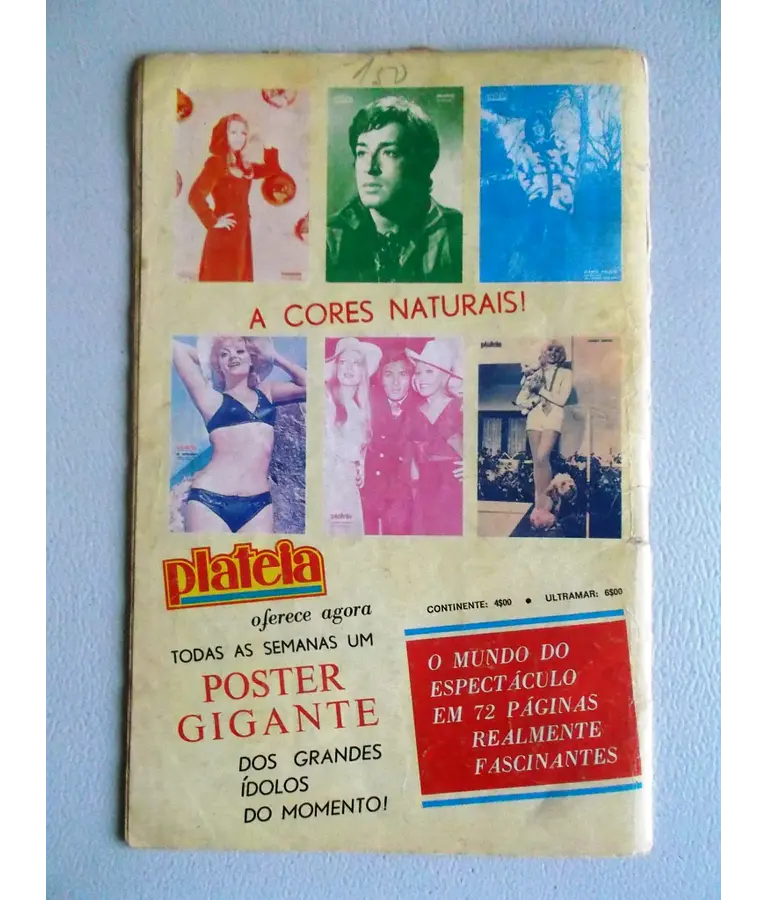 150
A CORES NATURAIS!
plateia
plateia
oferece agora
TODAS AS SEMANAS UM
POSTER
GIGANTE
DOS GRANDES
ÍDOLOS
DO MOMENTO!
CONTINENTE: 4$00 • ULTRAMAR: 6$00
O MUNDO DO
ESPECTÁCULO
EM 72 PÁGINAS
REALMENTE
FASCINANTES